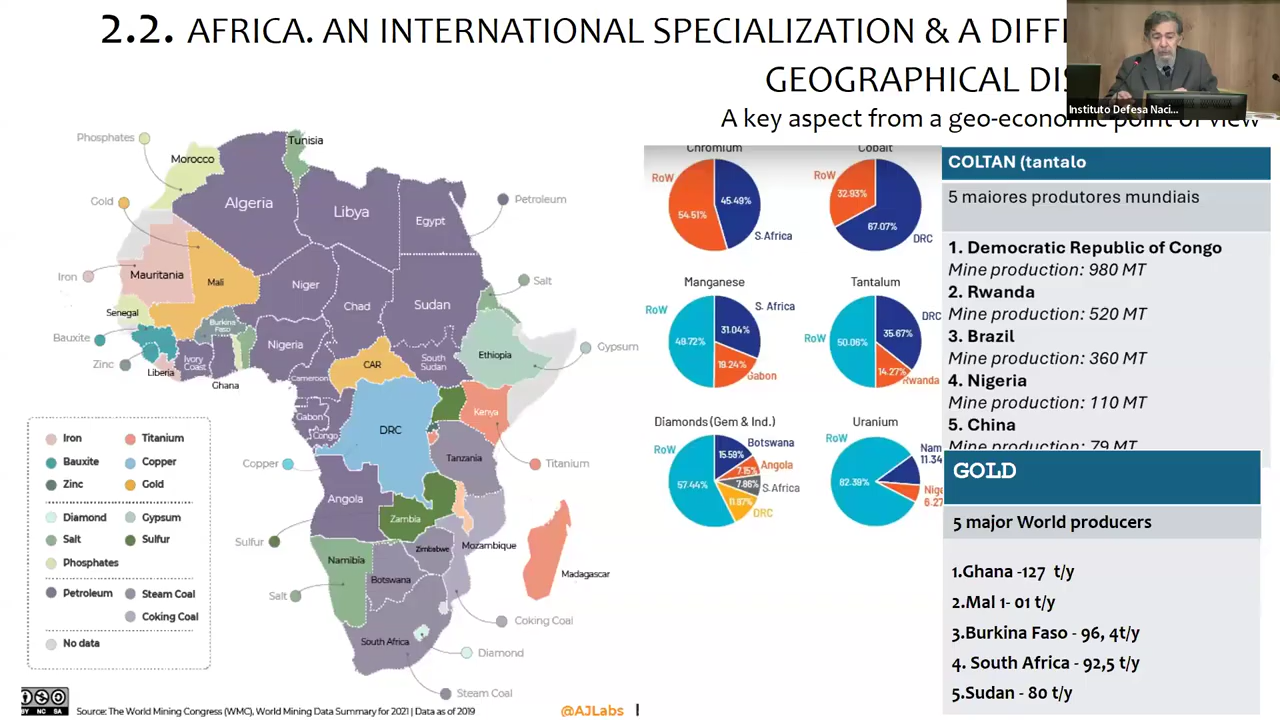 2.2. AFRICA. AN INTERNATIONAL SPECIALIZATION & A DIFF
GEOGRAPHICAL DIS
A key aspect from a geo-economic point of view
Instituto Defesa Naci...
Phosphates
Morocco
Tunisia
Gold
Algeria
Libya
Egypt
Petroleum
Iron
Mauritania
Mali
Niger
Chad
Sudan
Salt
Senegal
Burkina
Faso
Bauxite
Zinc
Liberia
Ivory
Coast
Ghana
Nigeria
Cameroon
CAR
South
Sudan
Ethiopia
Gypsum
Gabon
Congo
DRC
Kenya
Tanzania
Copper
Titanium
Angola
Zambia
Sulfur
Zimbabwe
Mozambique
Namibia
Botswana
Madagascar
Salt
Coking Coal
South Africa
Diamond
Steam Coal
Iron
Titanium
Bauxite
Copper
Zinc
Gold
Diamond
Gypsum
Salt
Sulfur
Phosphates
Petroleum
Steam Coal
Coking Coal
No data
BY NC SA
Source: The World Mining Congress (WMC), World Mining Data Summary for 2021 | Data as of 2019
@AJLabs
Chromium
RoW
54.51%
45.49%
S.Africa
Cobalt
RoW
32.93%
67.07%
DRC
Manganese
RoW
48.72%
S. Africa
31.04%
19.24%
Gabon
Tantalum
RoW
50.06%
DRC
35.67%
14.27%
Rwanda
Diamonds (Gem & Ind.)
RoW
57.44%
Botswana
15.59%
Angola
7.15%
S.Africa
7.86%
11.87%
DRC
Uranium
RoW
82.39%
Nam
11.34
Nige
6.27
COLTAN (tantalo
5 maiores produtores mundiais
1. Democratic Republic of Congo
Mine production: 980 MT
2. Rwanda
Mine production: 520 MT
3. Brazil
Mine production: 360 MT
4. Nigeria
Mine production: 110 MT
5. China
Mine production: 79 MT
GOLD
5 major World producers
1.Ghana -127 t/y
2.Mal 1- 01 t/y
3.Burkina Faso - 96, 4t/y
4. South Africa - 92,5 t/y
5.Sudan - 80 t/y